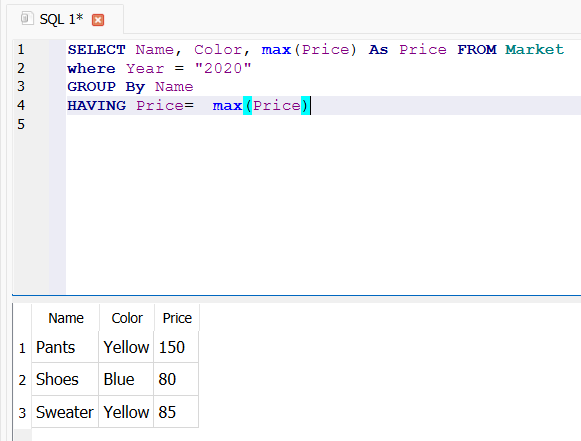 SQL 1*
1 SELECT Name, Color, max(Price) As Price FROM Market
2 where Year = "2020"
3 GROUP By Name
4 HAVING Price=  max(Price)
5
Name Color Price
1 Pants Yellow 150
2 Shoes Blue 80
3 Sweater Yellow 85